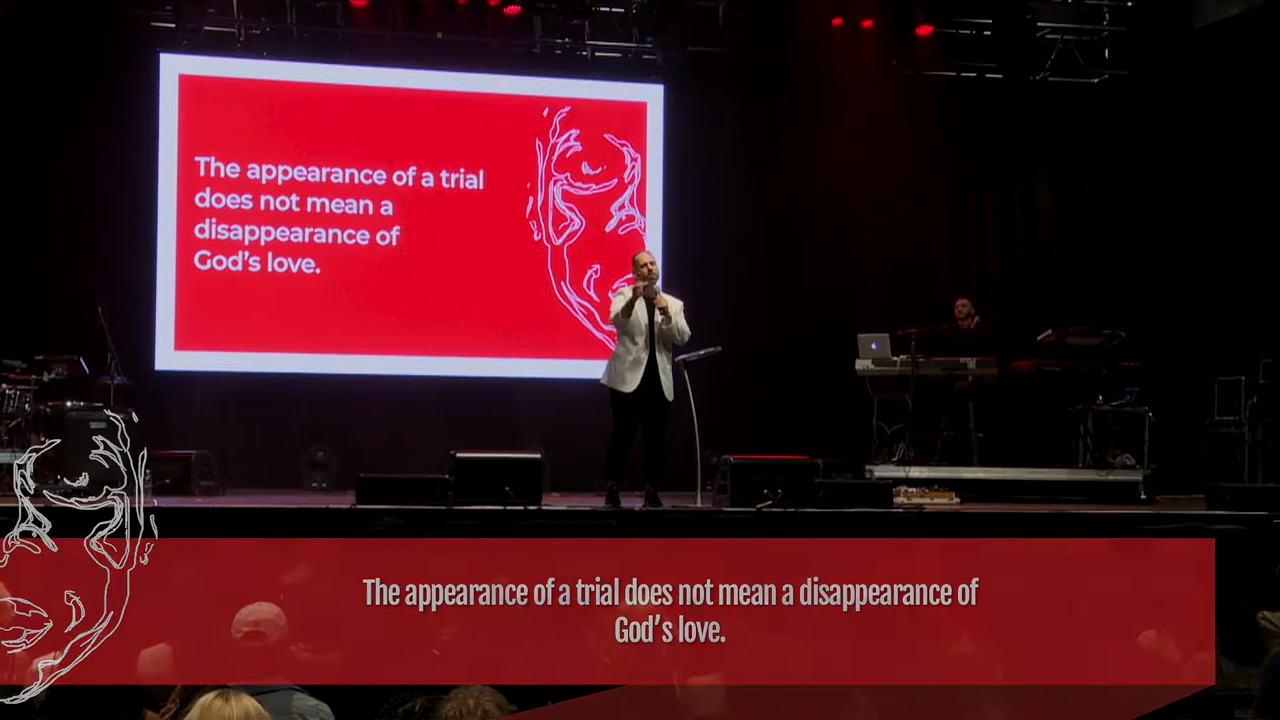 The appearance of a trial
does not mean a
disappearance of
God's love.
The appearance of a trial does not mean a disappearance of
God's love.